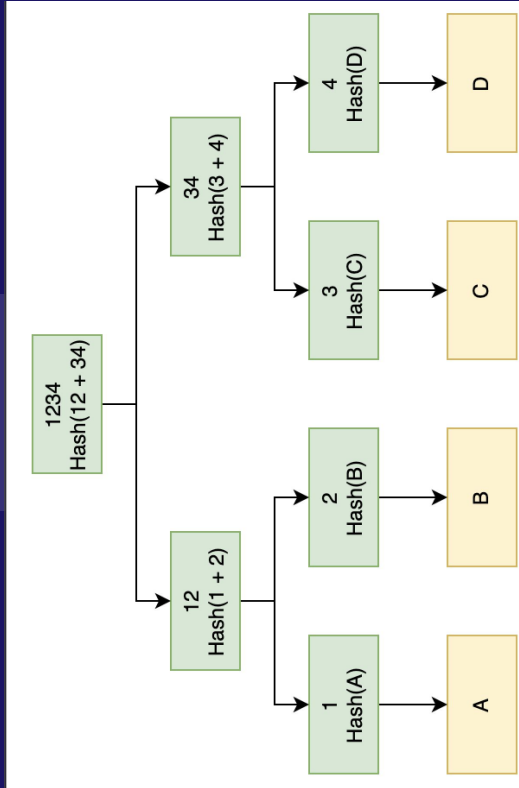 1234
Hash(12 + 34)
12
Hash(1 + 2)
34
Hash(3 + 4)
1
Hash(A)
2
Hash(B)
3
Hash(C)
4
Hash(D)
A
B
C
D